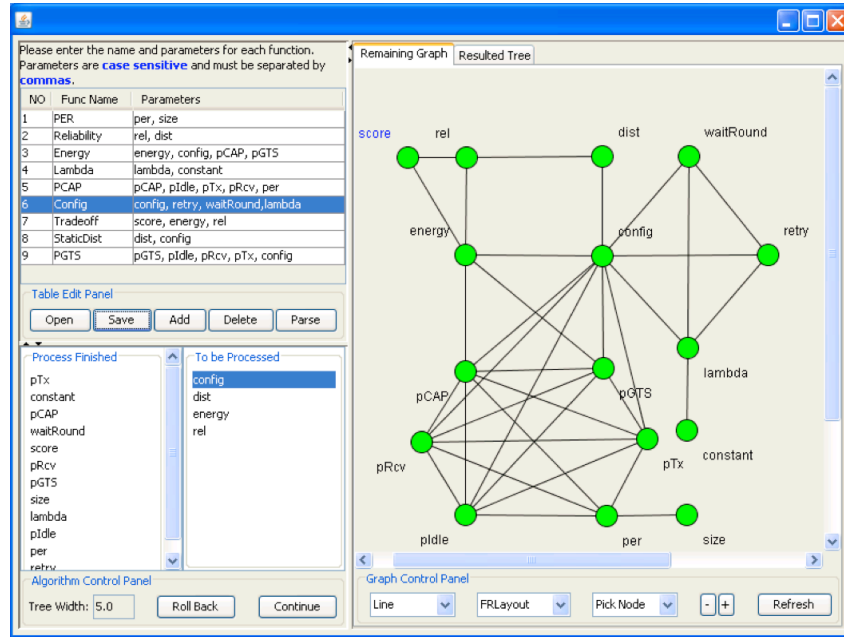 Please enter the name and parameters for each function.
Parameters are case sensitive and must be separated by
commas.
NO Func Name Parameters
1 PER per, size
2 Reliability rel, dist
3 Energy energy, config, pCAP, pGTS
4 Lambda lambda, constant
5 PCAP pCAP, pIdle, pTx, pRcv, per
6 Config config, retry, waitRound,lambda
7 Tradeoff score, energy, rel
8 StaticDist dist, config
9 PGTS pGTS, pIdle, pRcv, pTx, config
Table Edit Panel
Open Save Add Delete Parse
Process Finished
pTx
constant
pCAP
waitRound
score
pRcv
pGTS
size
lambda
pIdle
per
retry
To be Processed
config
dist
energy
rel
Algorithm Control Panel
Tree Width: 5.0 Roll Back Continue
Remaining Graph Resulted Tree
score rel dist waitRound
energy config retry
lambda
pCAP pGTS
constant
pRcv pTx
pIdle per size
Graph Control Panel
Line FRLayout Pick Node - + Refresh